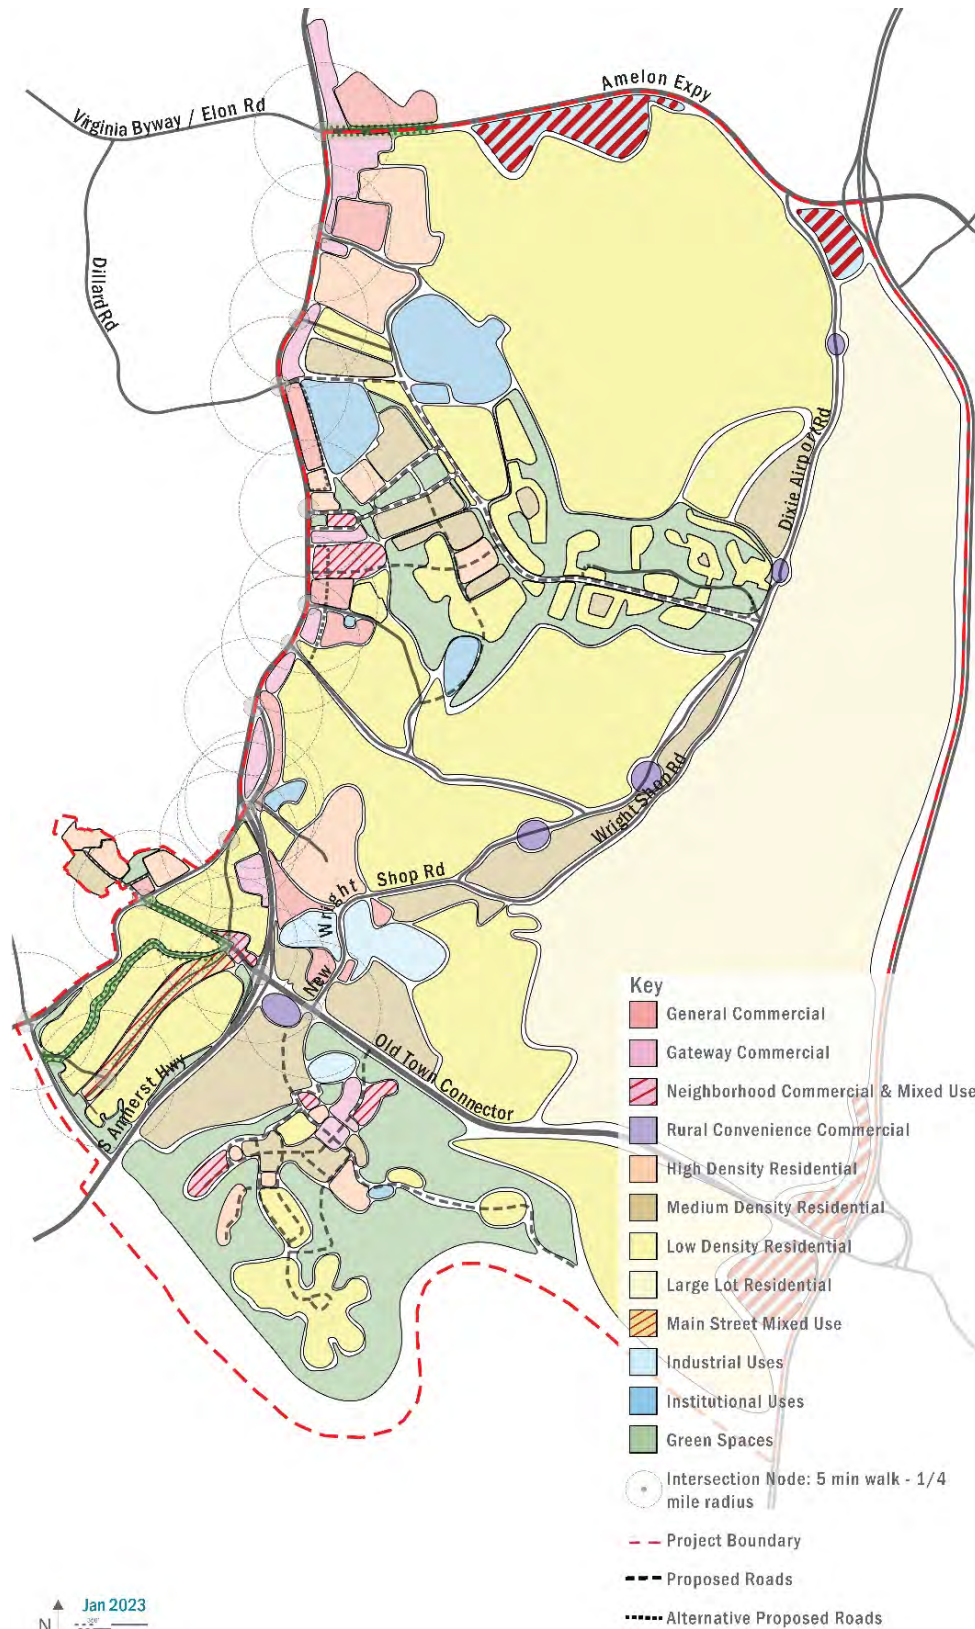 Amelon Expy
Virginia Byway / Elon Rd
Dillard Rd
Dixie Airport Rd
Wright Shop Rd
Shop Rd
Wright
New
Old Town Connector
S Amherst Hwy
Key
General Commercial
Gateway Commercial
Neighborhood Commercial & Mixed Use
Rural Convenience Commercial
High Density Residential
Medium Density Residential
Low Density Residential
Large Lot Residential
Main Street Mixed Use
Industrial Uses
Institutional Uses
Green Spaces
Intersection Node: 5 min walk - 1/4
mile radius
Project Boundary
Proposed Roads
Alternative Proposed Roads
Jan 2023
N